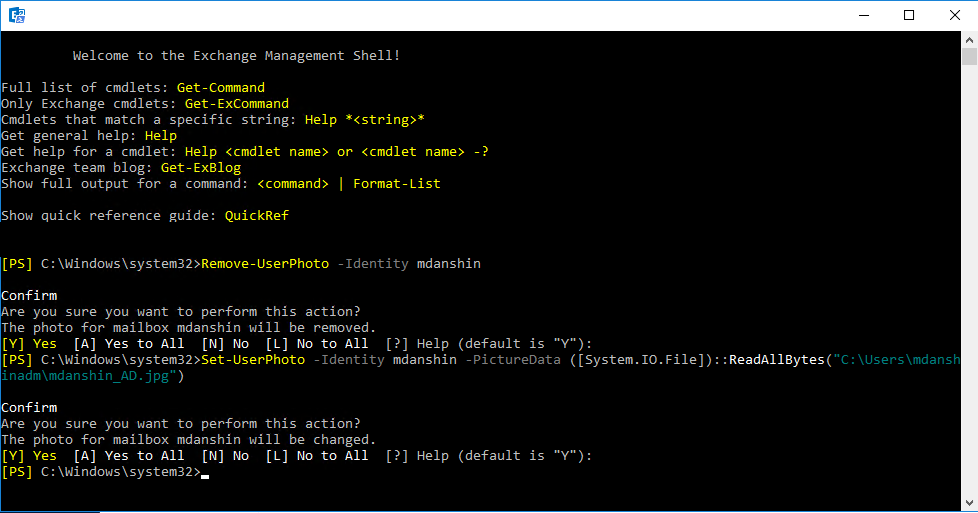 Welcome to the Exchange Management Shell!
Full list of cmdlets: Get-Command
Only Exchange cmdlets: Get-ExCommand
Cmdlets that match a specific string: Help *<string>*
Get general help: Help
Get help for a cmdlet: Help <cmdlet name> or <cmdlet name> -?
Exchange team blog: Get-ExBlog
Show full output for a command: <command> | Format-List
Show quick reference guide: QuickRef
[PS] C:\Windows\system32>Remove-UserPhoto -Identity mdanshin
Confirm
Are you sure you want to perform this action?
The photo for mailbox mdanshin will be removed.
[Y] Yes  [A] Yes to All  [N] No  [L] No to All  [?] Help (default is "Y"):
[PS] C:\Windows\system32>Set-UserPhoto -Identity mdanshin -PictureData ([System.IO.File])::ReadAllBytes("C:\Users\mdansh
inadm\mdanshin_AD.jpg")
Confirm
Are you sure you want to perform this action?
The photo for mailbox mdanshin will be changed.
[Y] Yes  [A] Yes to All  [N] No  [L] No to All  [?] Help (default is "Y"):
[PS] C:\Windows\system32>